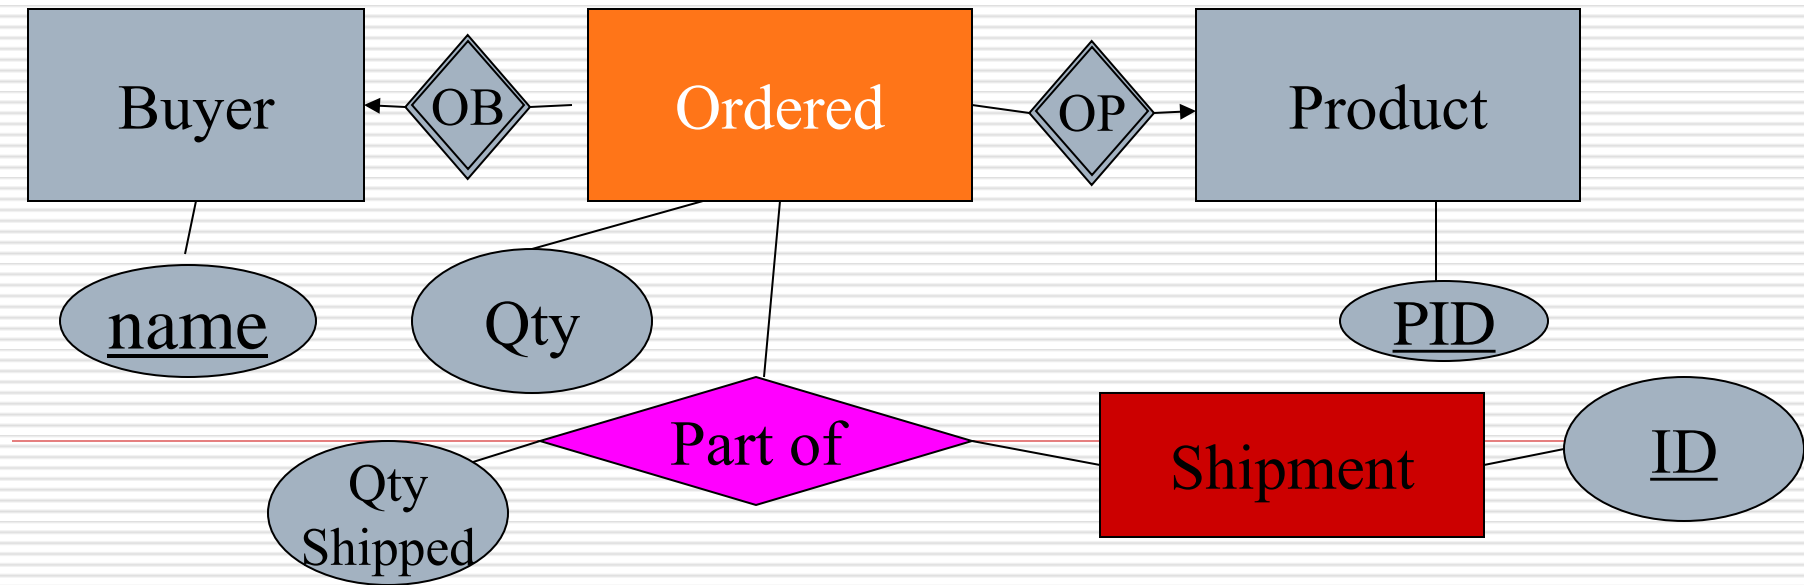 Buyer
OB
Ordered
OP
Product
name
Qty
PID
Part of
Shipment
ID
Qty
Shipped